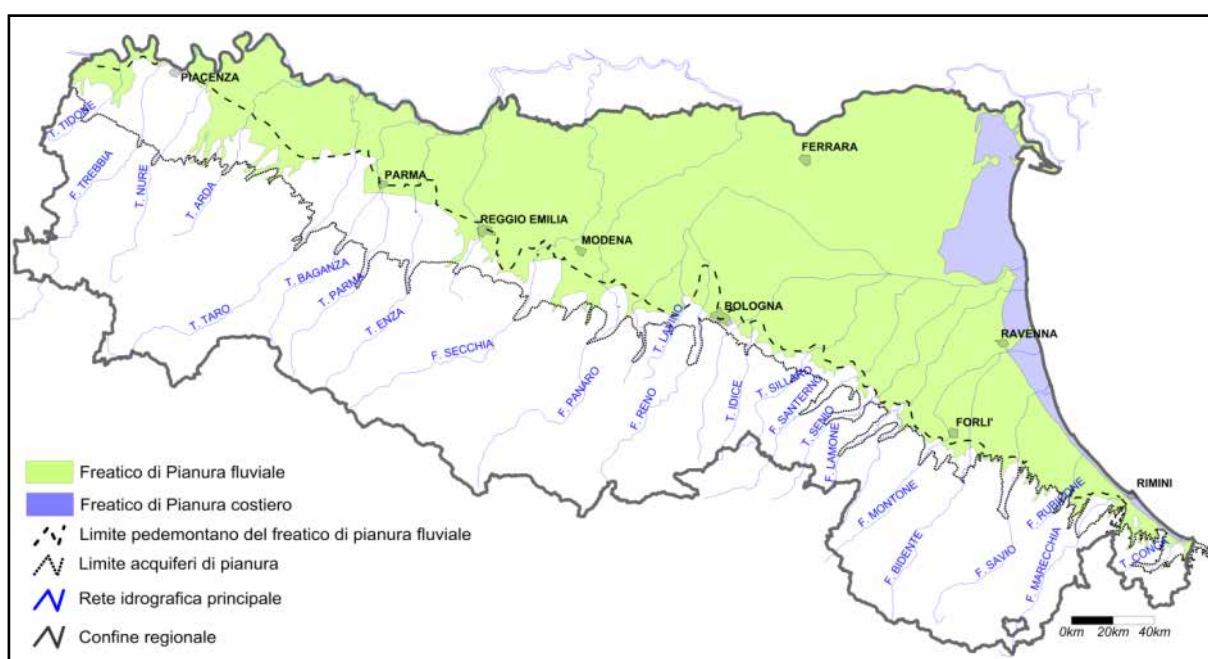 PIACENZA
T. TIDONE
F. TREBBIA
T. NURE
T. ARDA
PARMA
FERRARA
REGGIO EMILIA
MODENA
T. BAGANZA
T. PARMA
T. TARO
T. ENZA
F. SECCHIA
F. PANARO
F. RENO
T. LAVINO
BOLOGNA
T. IDICE
T. SILLARO
F. SANTERNO
T. SENIO
F. LAMONE
RAVENNA
FORLI'
F. MONTONE
F. BIDENTE
F. SAVIO
F. RUBICONE
F. MARECCHIA
RIMINI
T. CONCA
Freatico di Pianura fluviale
Freatico di Pianura costiero
Limite pedemontano del freatico di pianura fluviale
Limite acquiferi di pianura
Rete idrografica principale
Confine regionale
0km 20km 40km